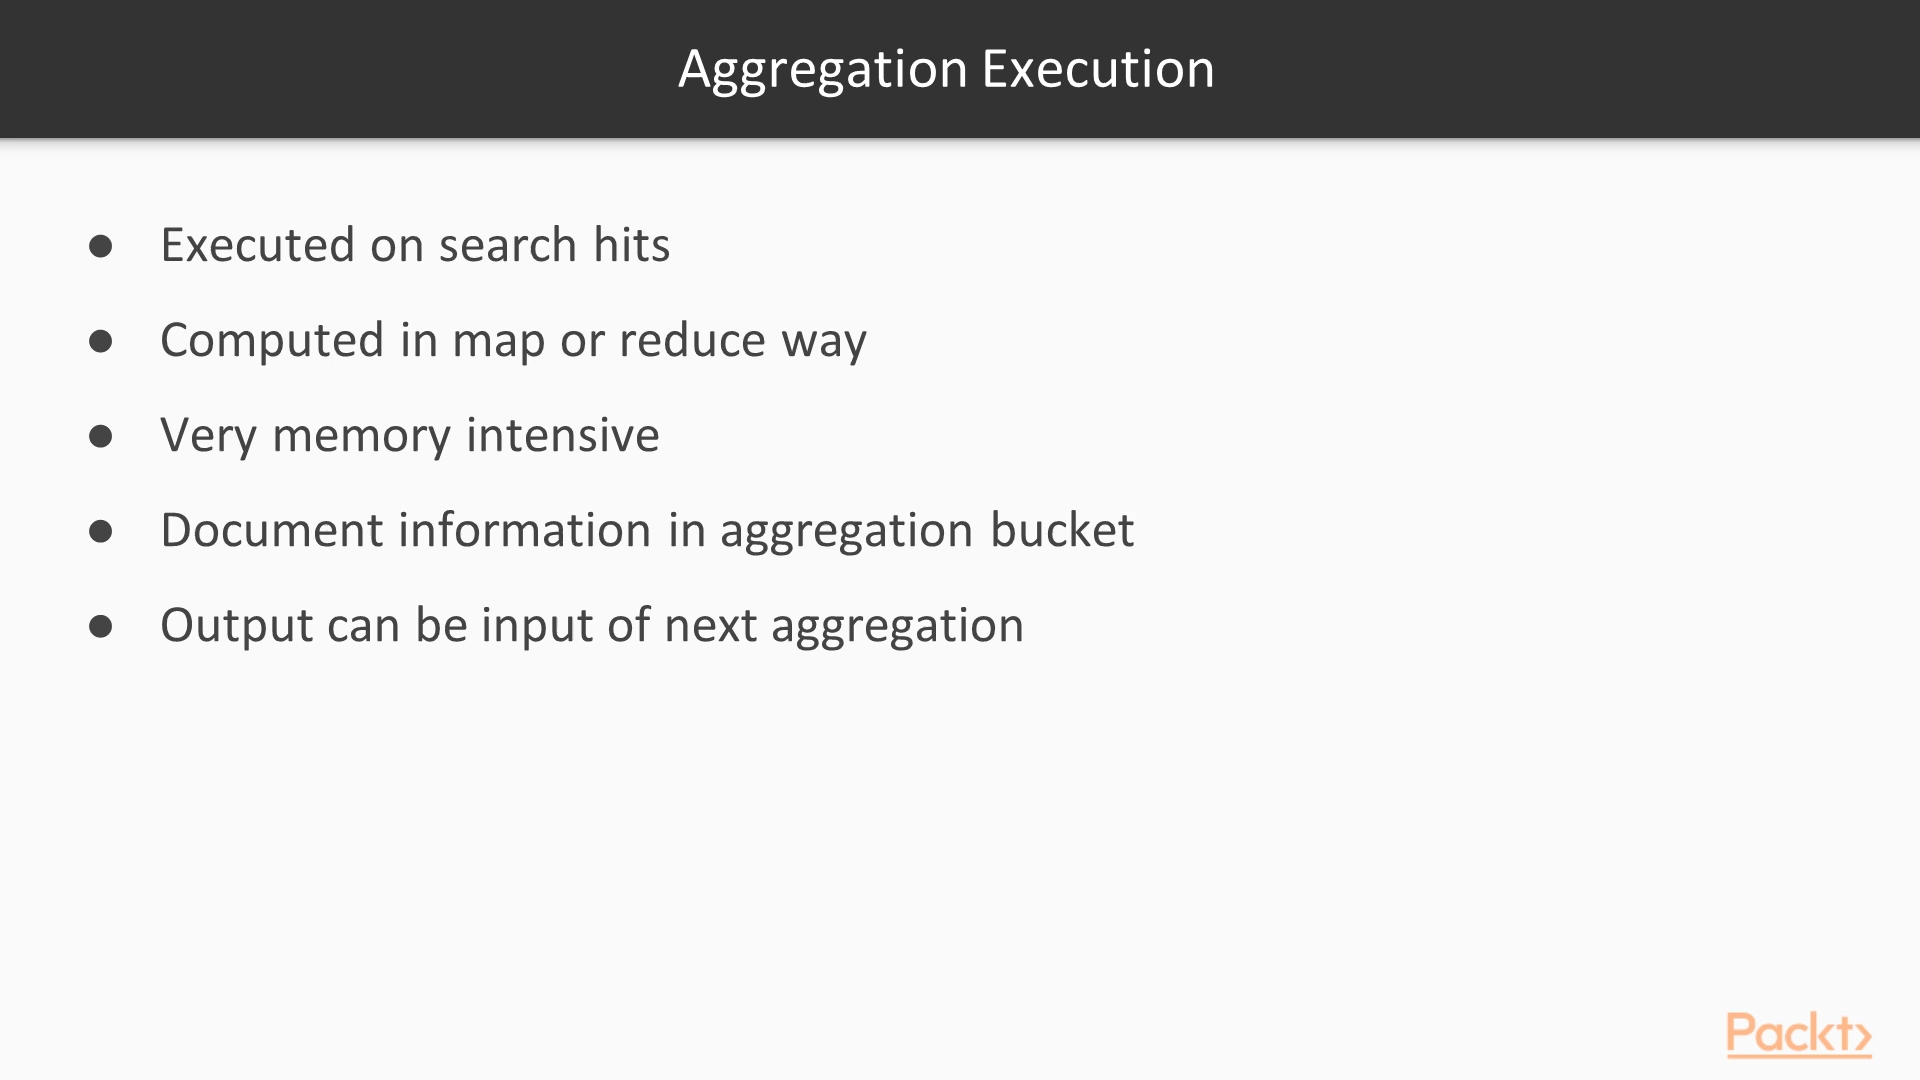 Aggregation Execution
● Executed on search hits
● Computed in map or reduce way
● Very memory intensive
● Document information in aggregation bucket
● Output can be input of next aggregation
Packt>